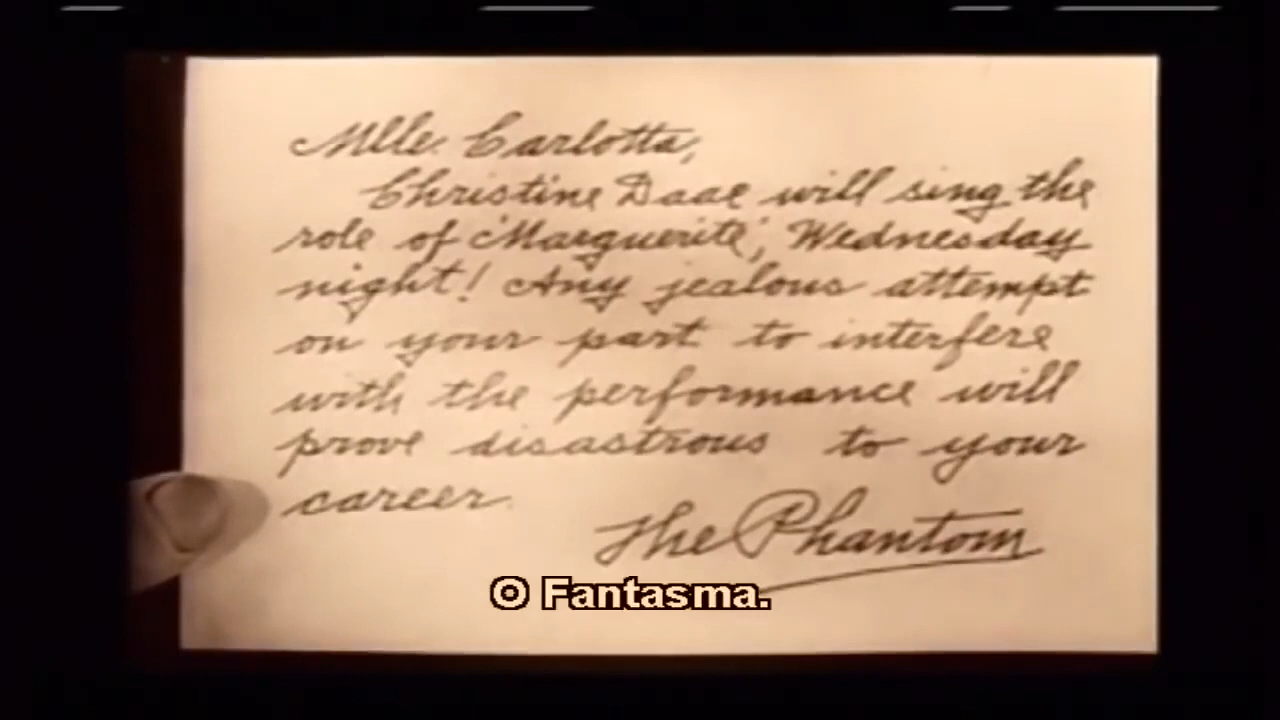 Mlle. Carlotta,
Christine Daae will sing the
role of 'Marguerite', Wednesday
night! Any jealous attempt
on your part to interfere
with the performance will
prove disastrous to your
career.
The Phantom
O Fantasma.